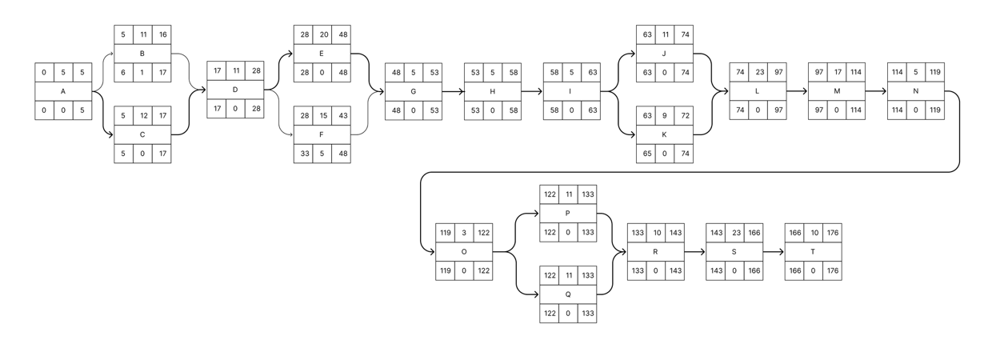 0 5 5
A
0 0 5
5 11 16
B
6 1 17
5 12 17
C
5 0 17
17 11 28
D
17 0 28
28 20 48
E
28 0 48
28 15 43
F
33 5 48
48 5 53
G
48 0 53
53 5 58
H
53 0 58
58 5 63
I
58 0 63
63 11 74
J
63 0 74
63 9 72
K
65 0 74
74 23 97
L
74 0 97
97 17 114
M
97 0 114
114 5 119
N
114 0 119
119 3 122
O
119 0 122
122 11 133
P
122 0 133
122 11 133
Q
122 0 133
133 10 143
R
133 0 143
143 23 166
S
143 0 166
166 10 176
T
166 0 176